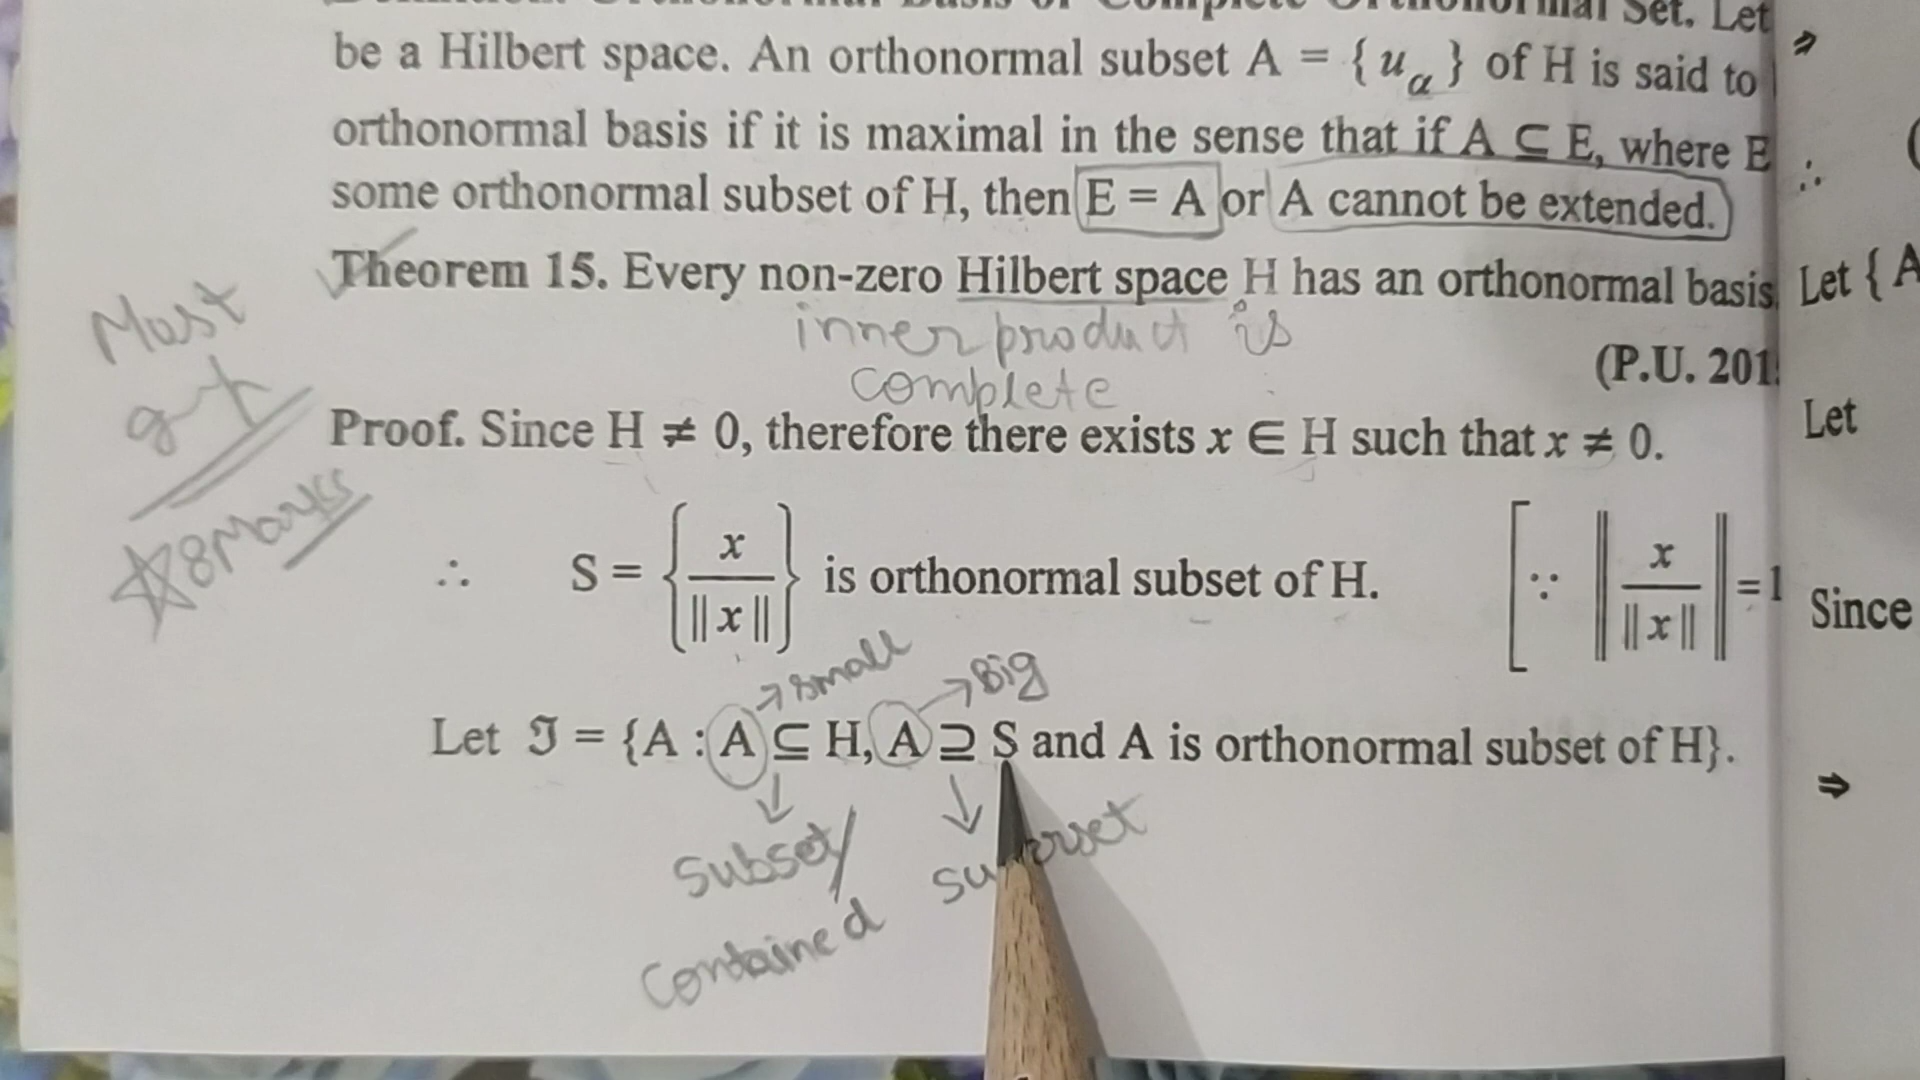 Set. Let
be a Hilbert space. An orthonormal subset A = { u_α } of H is said to
orthonormal basis if it is maximal in the sense that if A ⊆ E, where E
some orthonormal subset of H, then E = A or A cannot be extended.
Theorem 15. Every non-zero Hilbert space H has an orthonormal basis
inner product is
complete
(P.U. 201
Most
Proof. Since H ≠ 0, therefore there exists x ∈ H such that x ≠ 0.
☆8Marks
∴ S = { x / ||x|| } is orthonormal subset of H. [ ∵ || x / ||x|| || = 1
→ small → Big
Let ℑ = {A : A ⊆ H, A ⊇ S and A is orthonormal subset of H}.
Subset/
Contained
⇒
∴
Let { A
Let
Since
⇒